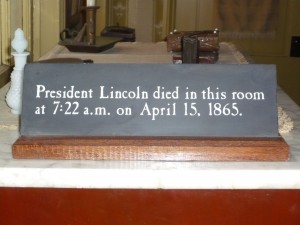 President Lincoln died in this room
at 7:22 a.m. on April 15, 1865.